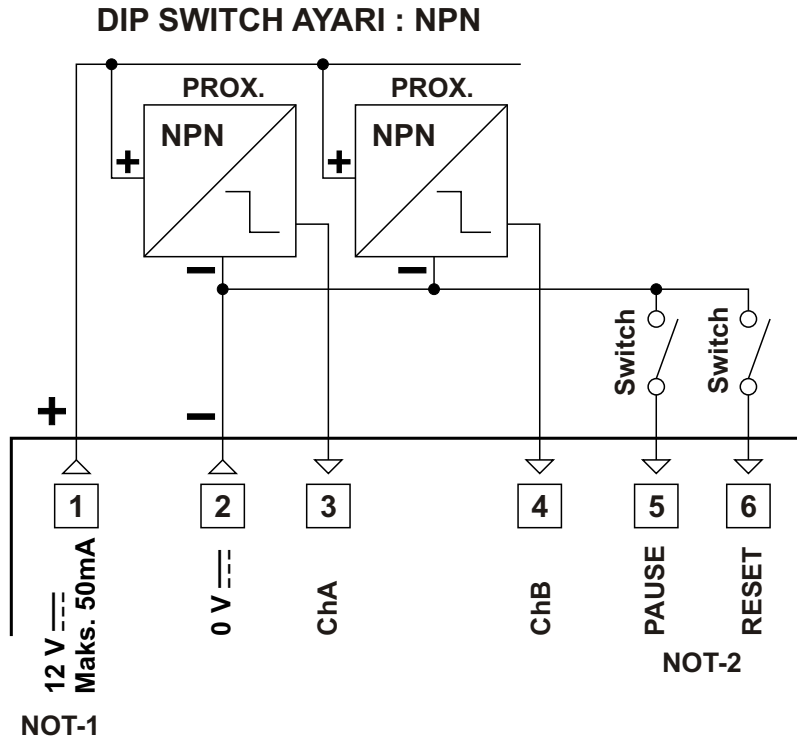 DIP SWITCH AYARI : NPN
PROX.
PROX.
NPN
NPN
+
+
−
−
Switch
Switch
+
−
1
2
3
4
5
6
12 V
Maks. 50mA
0 V
ChA
ChB
PAUSE
RESET
NOT-2
NOT-1